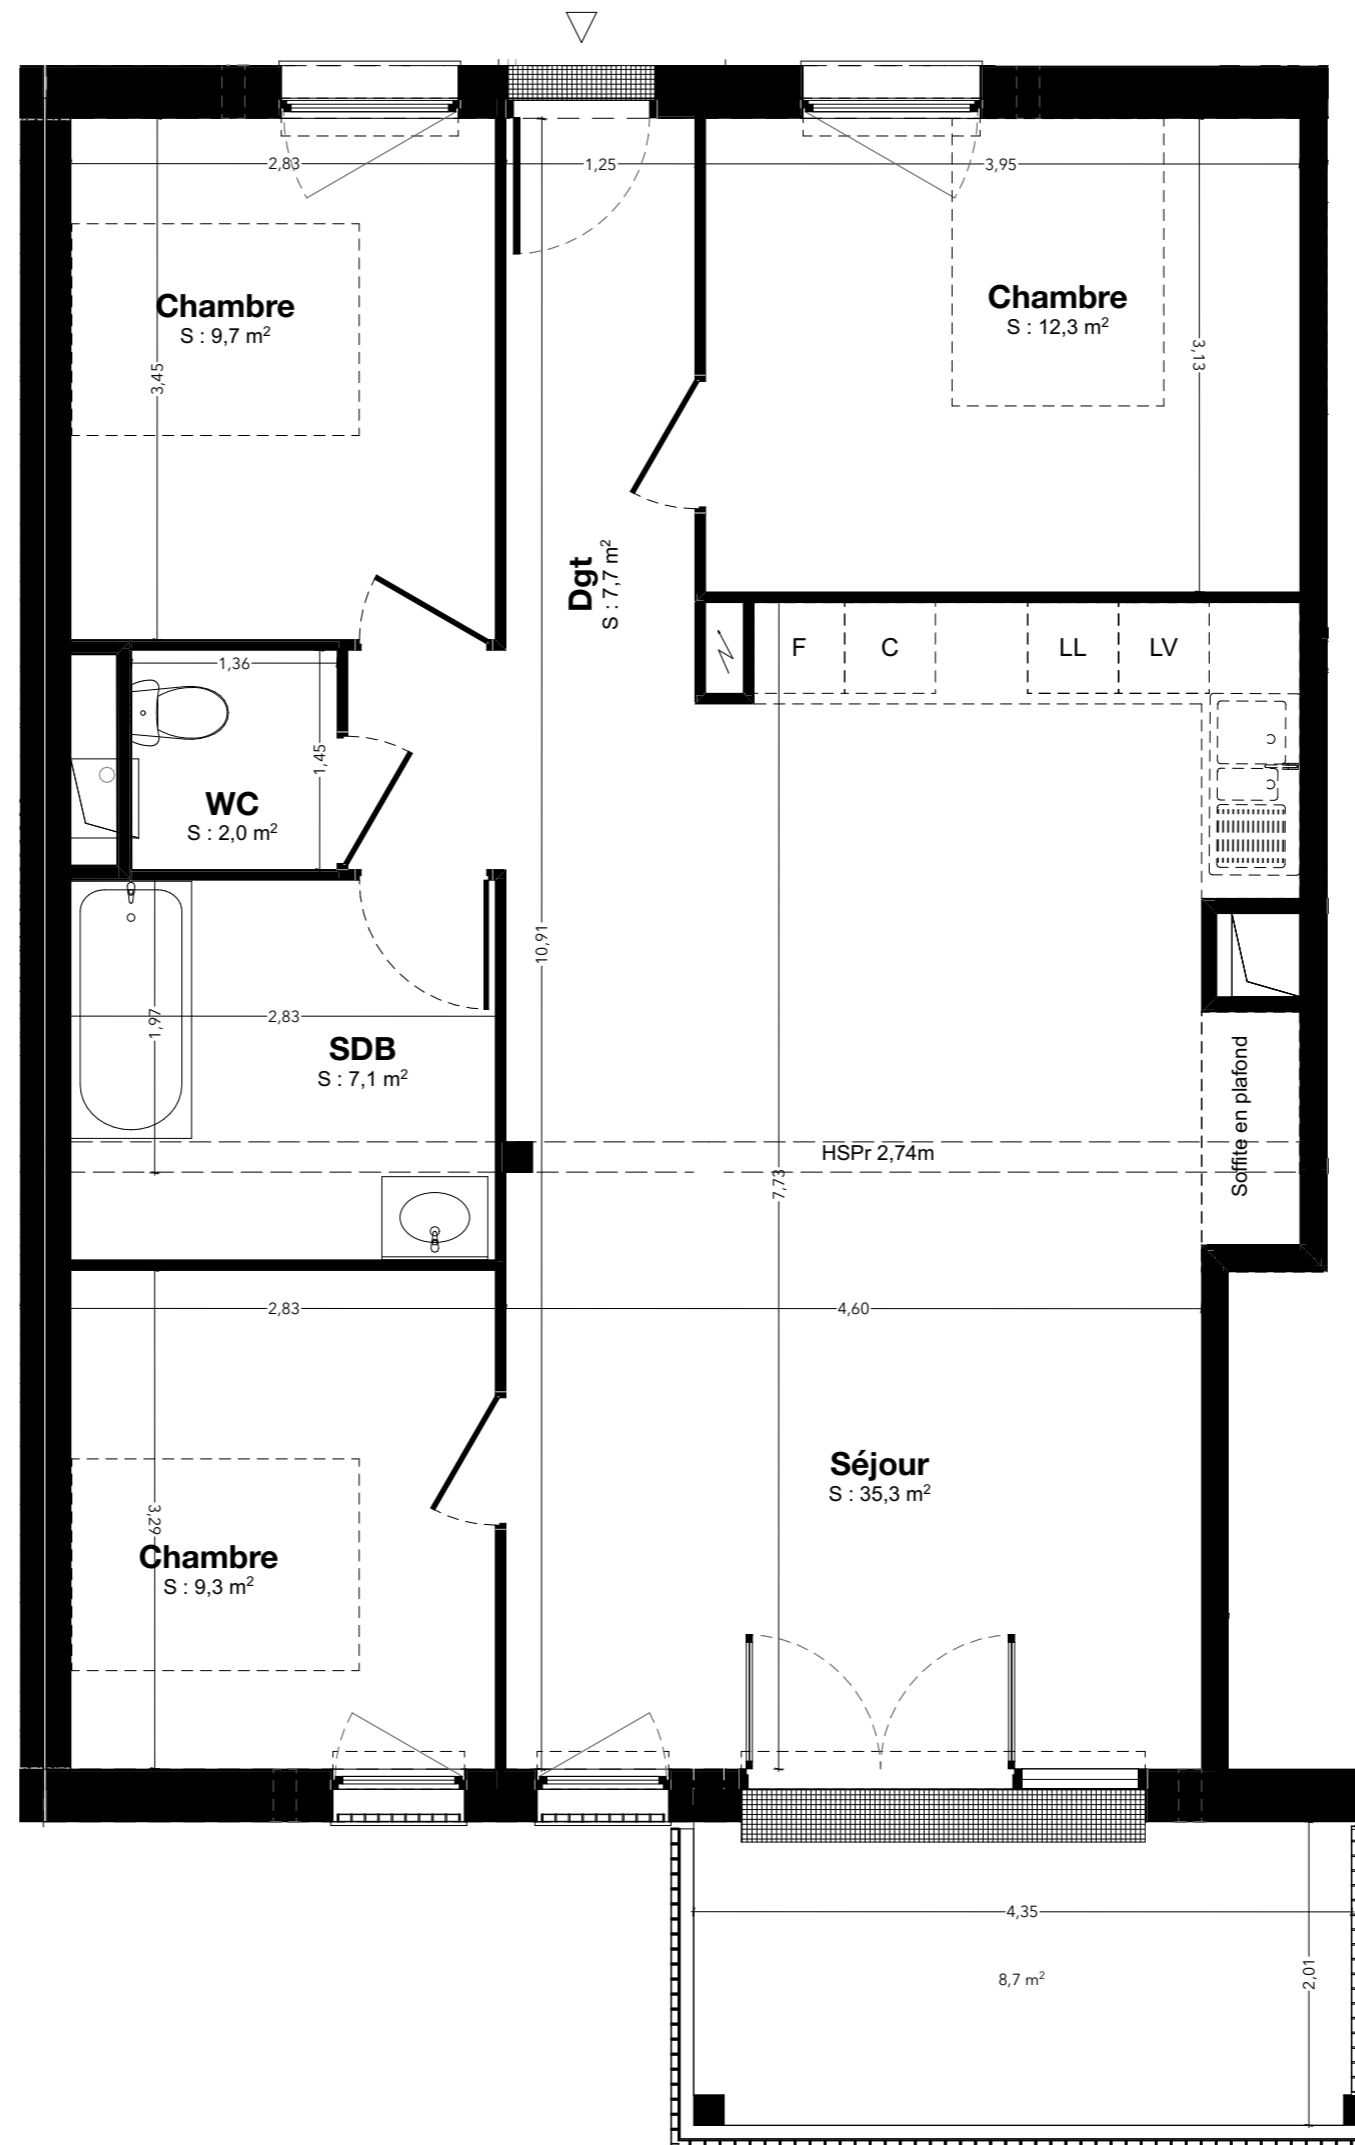 2,83
1,25
3,95
Chambre
S : 9,7 m²
Chambre
S : 12,3 m²
3,45
3,13
Dgt
S : 7,7 m²
F
C
LL
LV
1,36
1,45
WC
S : 2,0 m²
10,91
2,83
1,97
SDB
S : 7,1 m²
HSPr 2,74m
7,73
Soffite en plafond
2,83
4,60
Séjour
S : 35,3 m²
3,29
Chambre
S : 9,3 m²
4,35
8,7 m²
2,01